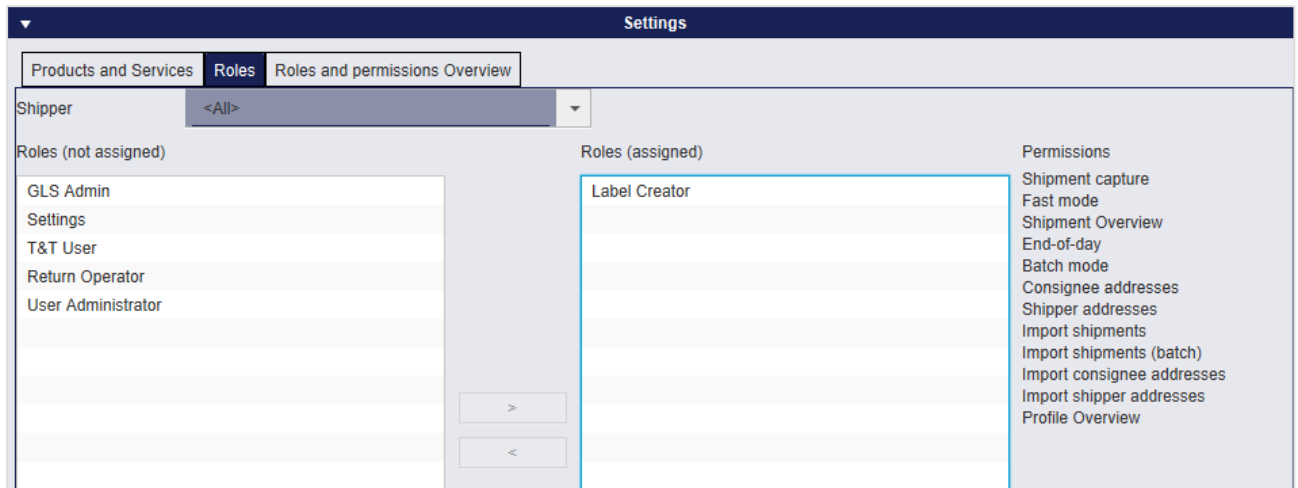 Settings
Products and Services Roles Roles and permissions Overview
Shipper <All>
Roles (not assigned)
GLS Admin
Settings
T&T User
Return Operator
User Administrator
>
<
Roles (assigned)
Label Creator
Permissions
Shipment capture
Fast mode
Shipment Overview
End-of-day
Batch mode
Consignee addresses
Shipper addresses
Import shipments
Import shipments (batch)
Import consignee addresses
Import shipper addresses
Profile Overview